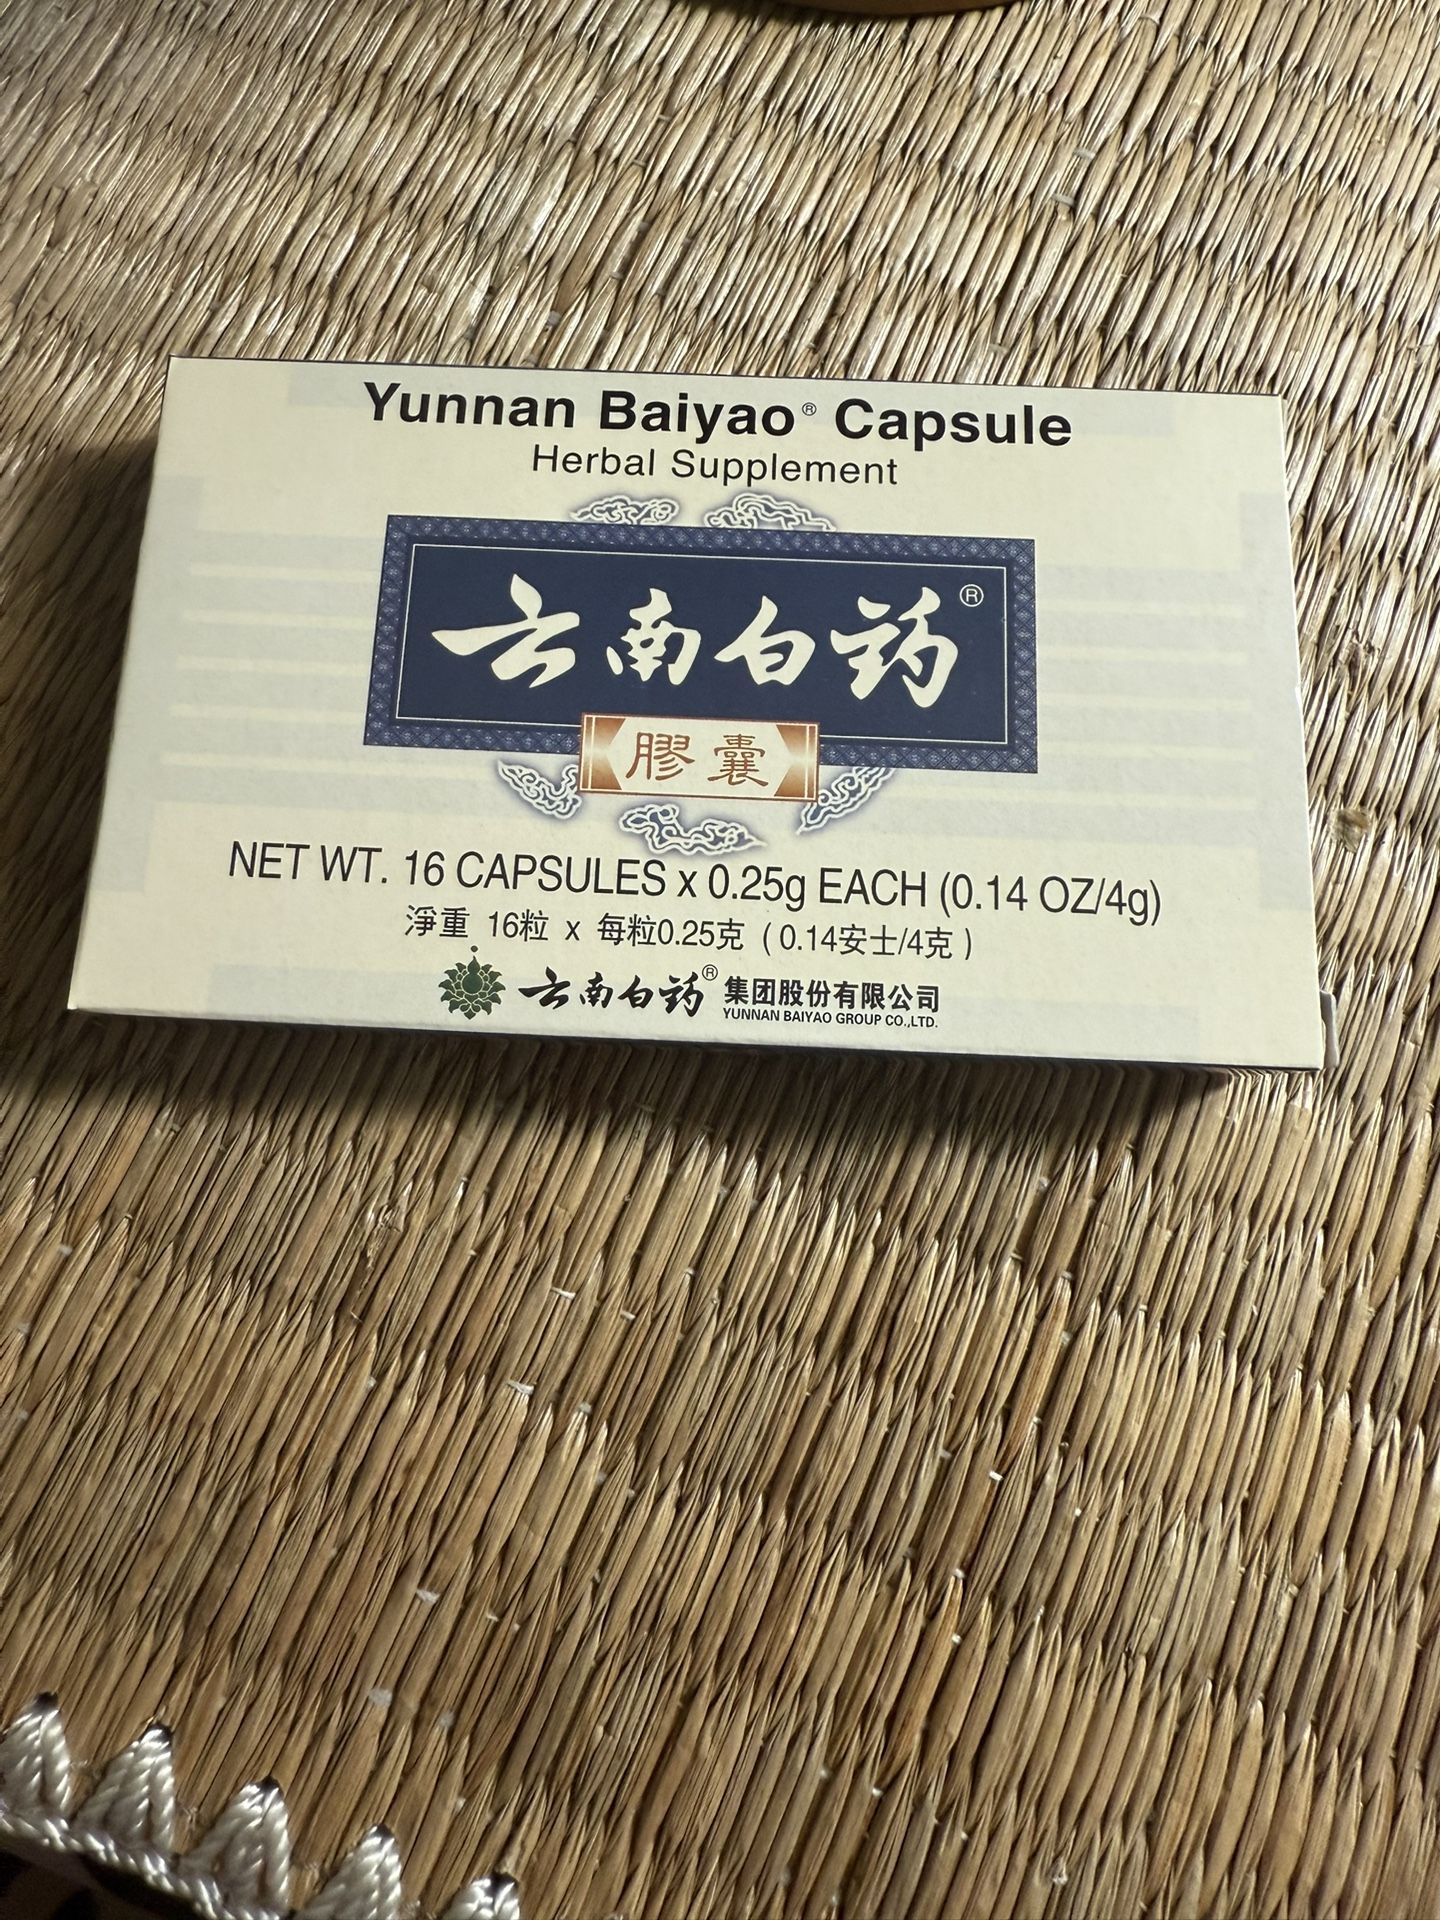 Yunnan Baiyao® Capsule
Herbal Supplement
云南白药®
膠囊
NET WT. 16 CAPSULES x 0.25g EACH (0.14 OZ/4g)
淨重 16粒 x 每粒0.25克 ( 0.14安士/4克 )
云南白药® 集团股份有限公司
YUNNAN BAIYAO GROUP CO.,LTD.